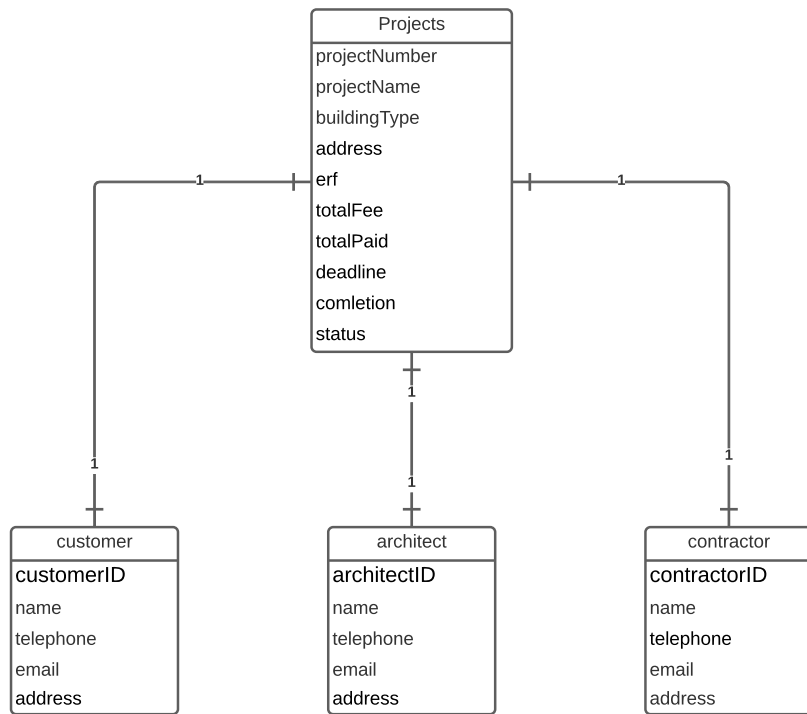 Projects
projectNumber
projectName
buildingType
address
erf
totalFee
totalPaid
deadline
comletion
status
1
1
1
1
1
1
customer
customerID
name
telephone
email
address
architect
architectID
name
telephone
email
address
contractor
contractorID
name
telephone
email
address